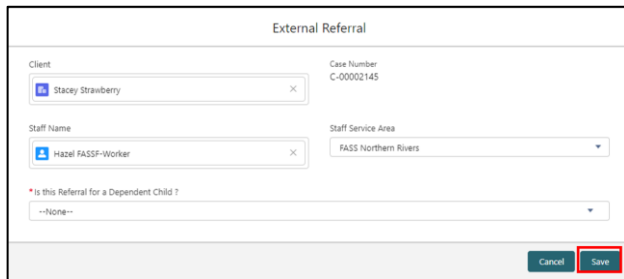 External Referral
Client
Case Number
Stacey Strawberry
C-00002145
Staff Name
Staff Service Area
Hazel FASSF-Worker
FASS Northern Rivers
*Is this Referral for a Dependent Child ?
--None--
Cancel
Save